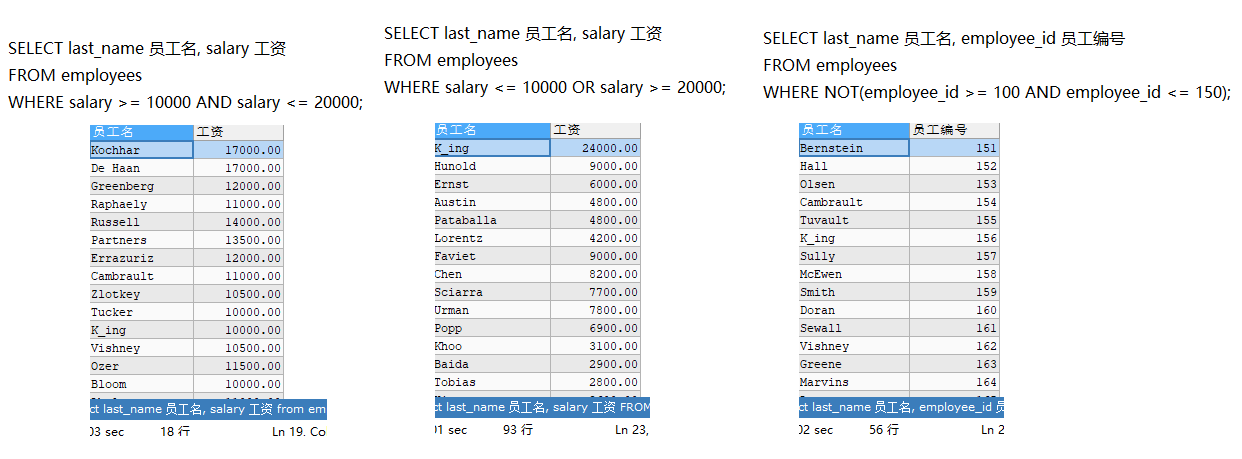 SELECT last_name 员工名, salary 工资
FROM employees
WHERE salary >= 10000 AND salary <= 20000;
员工名 工资
Kochhar 17000.00
De Haan 17000.00
Greenberg 12000.00
Raphaely 11000.00
Russell 14000.00
Partners 13500.00
Errazuriz 12000.00
Cambrault 11000.00
Zlotkey 10500.00
Tucker 10000.00
K_ing 10000.00
Vishney 10500.00
Ozer 11500.00
Bloom 10000.00
ct last_name 员工名, salary 工资 from em
03 sec 18 行 Ln 19. Co
SELECT last_name 员工名, salary 工资
FROM employees
WHERE salary <= 10000 OR salary >= 20000;
员工名 工资
K_ing 24000.00
Hunold 9000.00
Ernst 6000.00
Austin 4800.00
Pataballa 4800.00
Lorentz 4200.00
Faviet 9000.00
Chen 8200.00
Sciarra 7700.00
Urman 7800.00
Popp 6900.00
Khoo 3100.00
Baida 2900.00
Tobias 2800.00
ct last_name 员工名, salary 工资 FROM
01 sec 93 行 Ln 23,
SELECT last_name 员工名, employee_id 员工编号
FROM employees
WHERE NOT(employee_id >= 100 AND employee_id <= 150);
员工名 员工编号
Bernstein 151
Hall 152
Olsen 153
Cambrault 154
Tuvault 155
K_ing 156
Sully 157
McEwen 158
Smith 159
Doran 160
Sewall 161
Vishney 162
Greene 163
Marvins 164
ct last_name 员工名, employee_id 员
02 sec 56 行 Ln 2